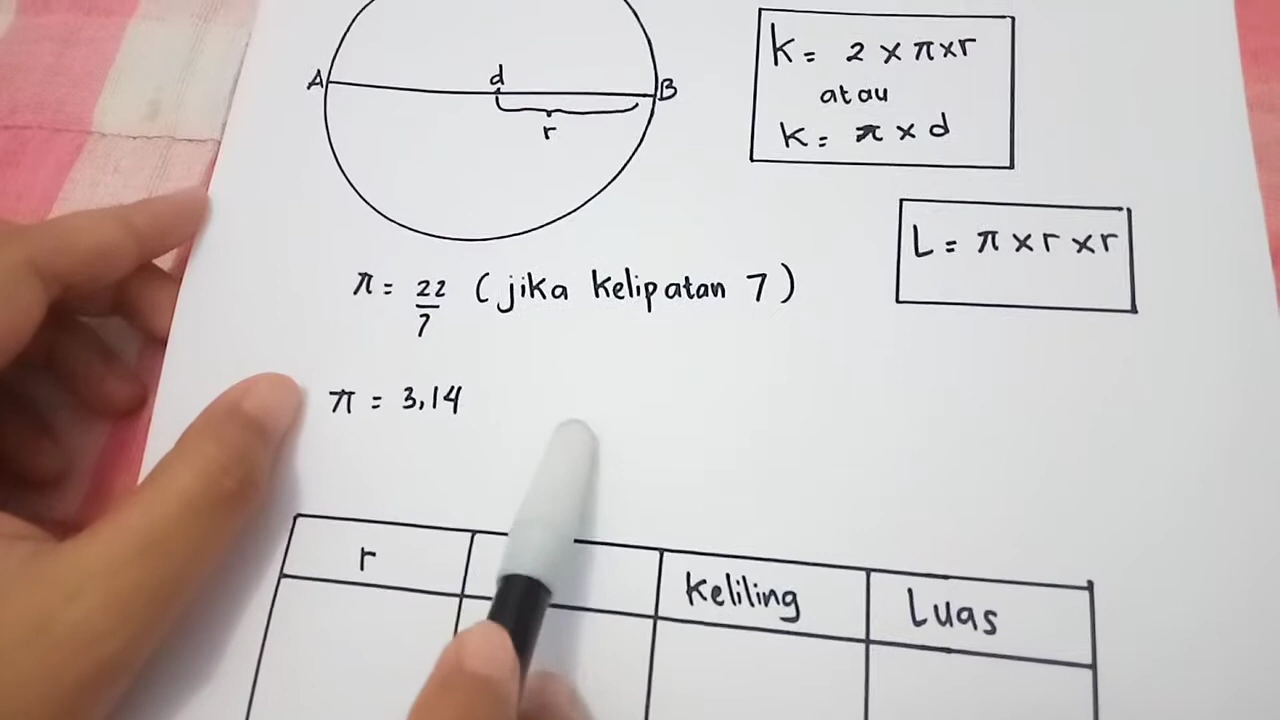 A d B
r
K = 2 × π × r
atau
K = π × d
L = π × r × r
π = 22/7 (jika kelipatan 7)
π = 3,14
r Keliling Luas